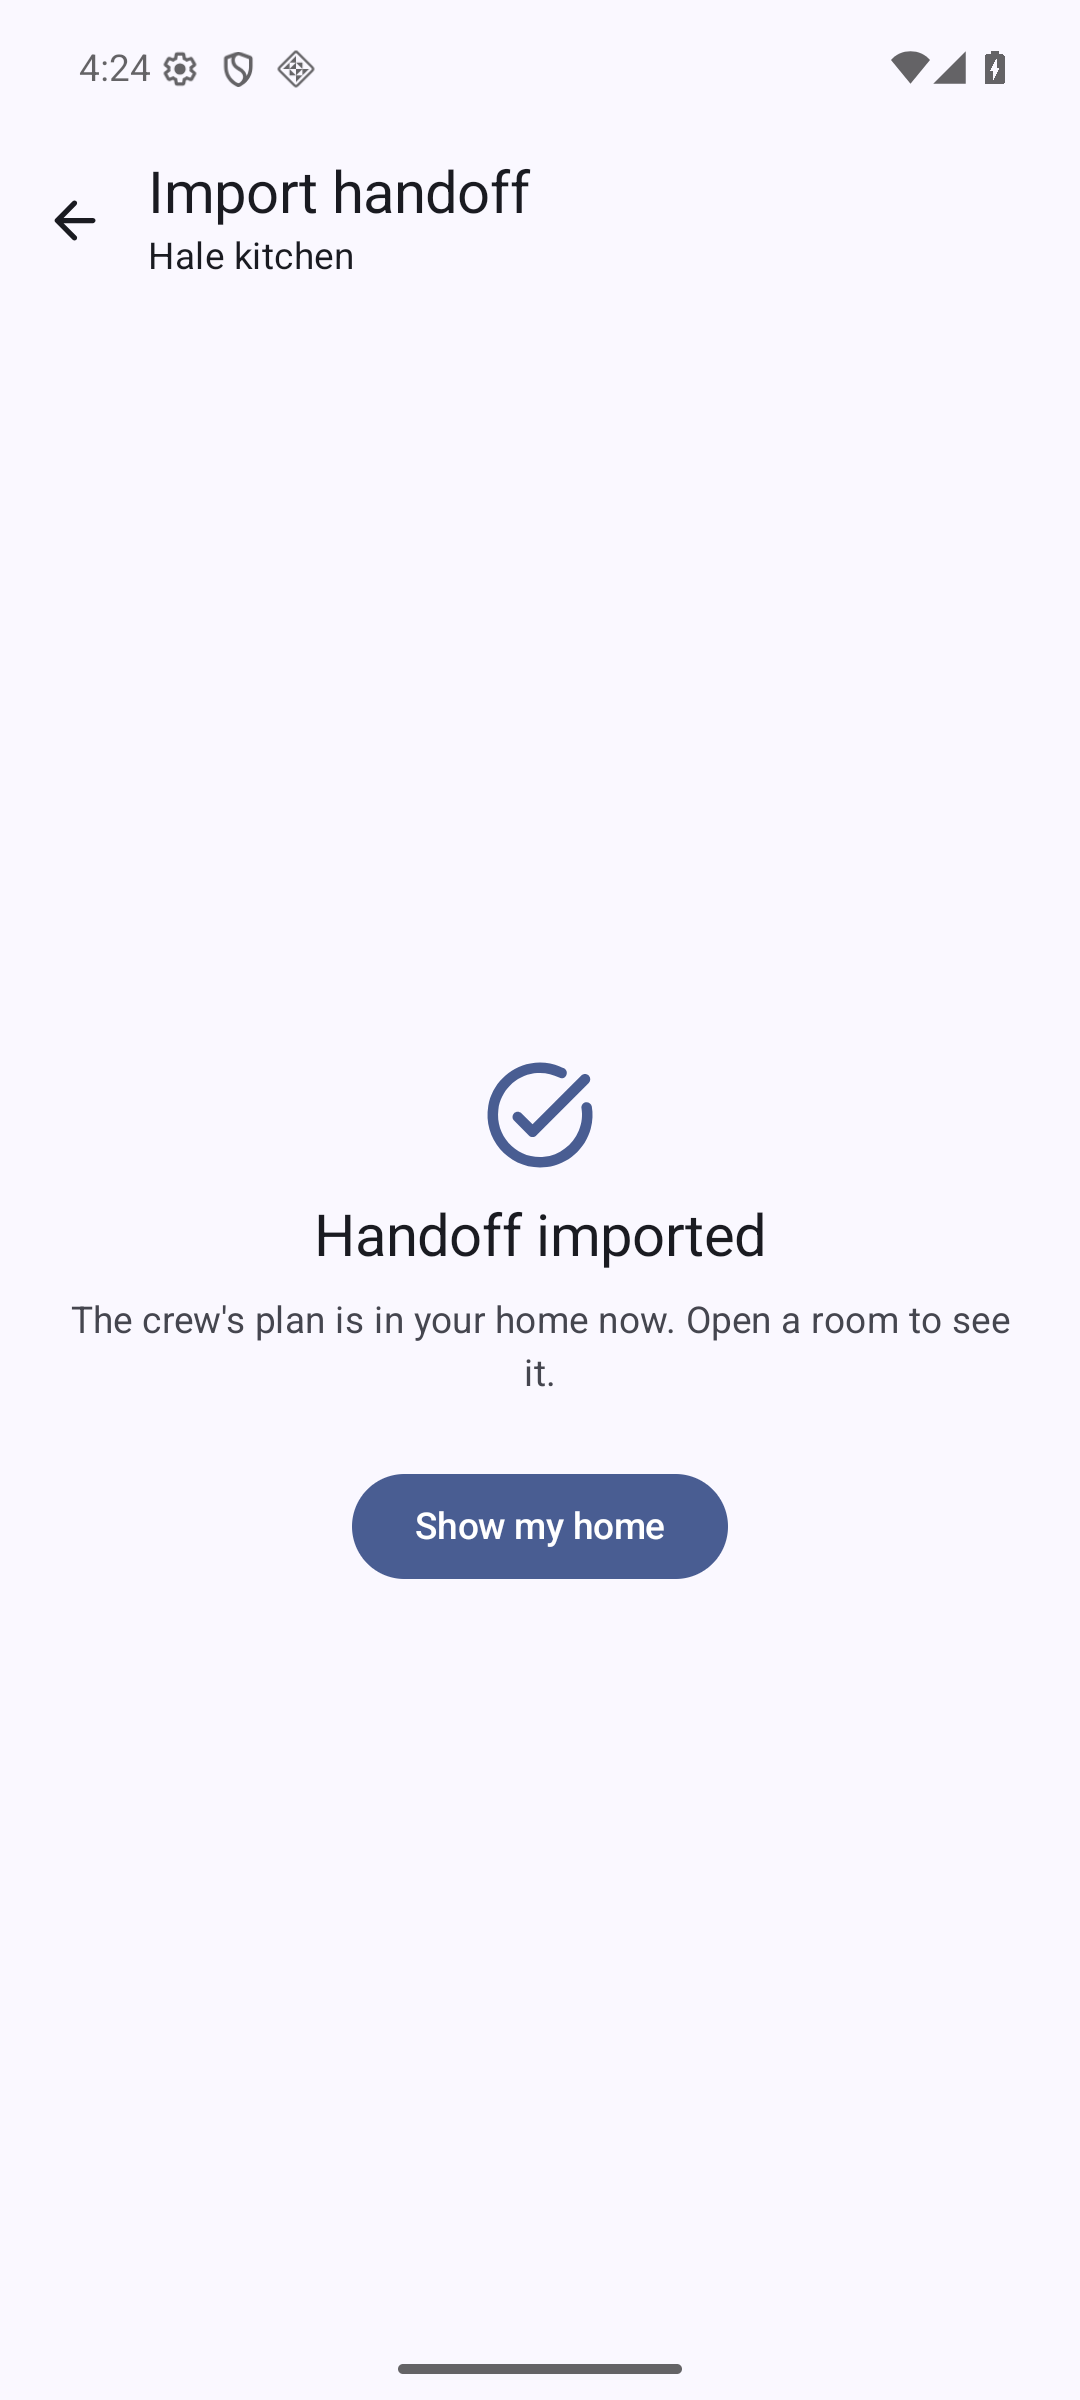 4:24
Import handoff
Hale kitchen
Handoff imported
The crew's plan is in your home now. Open a room to see
it.
Show my home